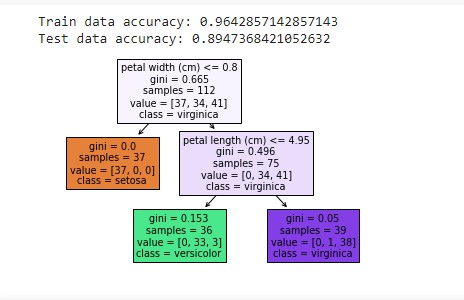 Train data accuracy: 0.9642857142857143
Test data accuracy: 0.8947368421052632
petal width (cm) <= 0.8
gini = 0.665
samples = 112
value = [37, 34, 41]
class = virginica
gini = 0.0
samples = 37
value = [37, 0, 0]
class = setosa
petal length (cm) <= 4.95
gini = 0.496
samples = 75
value = [0, 34, 41]
class = virginica
gini = 0.153
samples = 36
value = [0, 33, 3]
class = versicolor
gini = 0.05
samples = 39
value = [0, 1, 38]
class = virginica